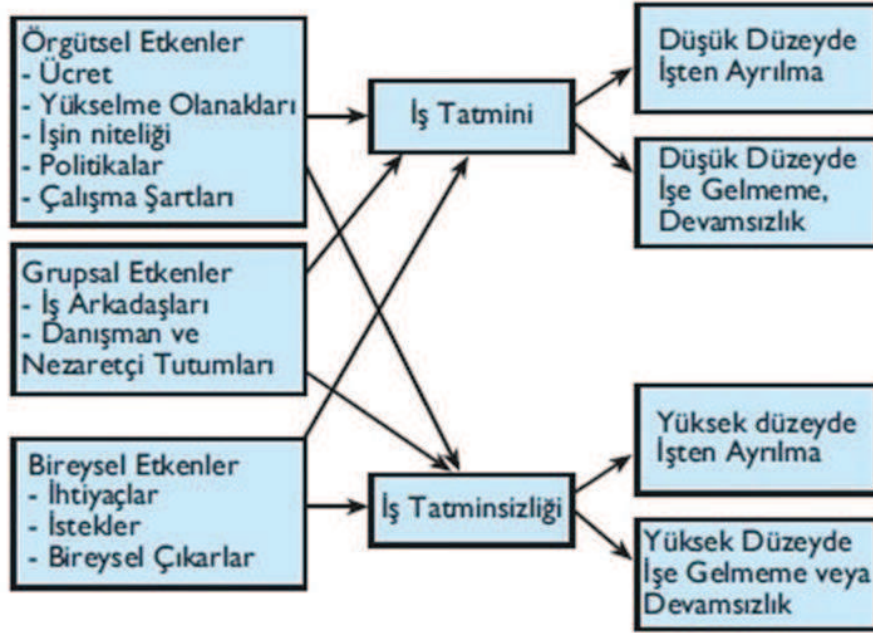 Örgütsel Etkenler
- Ücret
- Yükselme Olanakları
- İşin niteliği
- Politikalar
- Çalışma Şartları
Grupsal Etkenler
- İş Arkadaşları
- Danışman ve
Nezaretçi Tutumları
Bireysel Etkenler
- İhtiyaçlar
- İstekler
- Bireysel Çıkarlar
İş Tatmini
İş Tatminsizliği
Düşük Düzeyde
İşten Ayrılma
Düşük Düzeyde
İşe Gelmeme,
Devamsızlık
Yüksek düzeyde
İşten Ayrılma
Yüksek Düzeyde
İşe Gelmeme veya
Devamsızlık